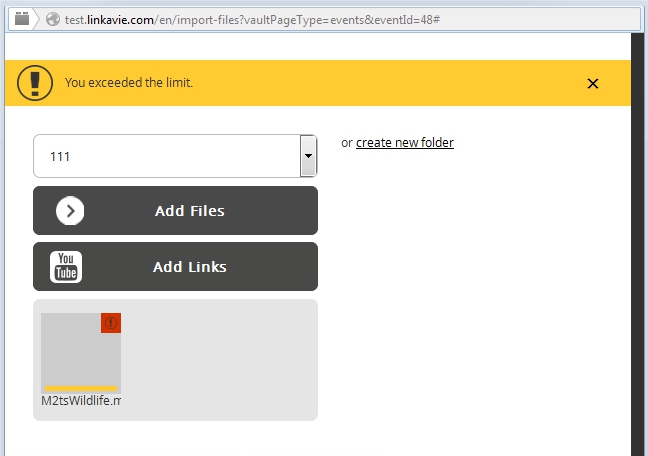 test.linkavie.com/en/import-files?vaultPageType=events&eventId=48#
You exceeded the limit.
111
or create new folder
Add Files
You
Tube
Add Links
M2tsWildlife.m